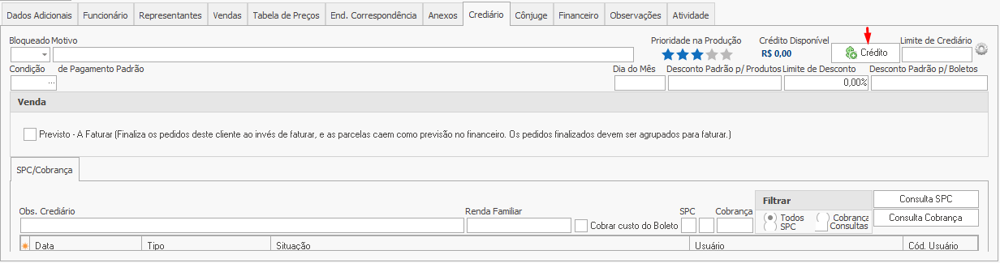 Dados Adicionais Funcionário Representantes Vendas Tabela de Preços End. Correspondência Anexos Crediário Cônjuge Financeiro Observações Atividade
Bloqueado Motivo Prioridade na Produção Crédito Disponível Limite de Crediário
R$ 0,00 Crédito
Condição de Pagamento Padrão Dia do Mês Desconto Padrão p/ Produtos Limite de Desconto Desconto Padrão p/ Boletos
... 0,00%
Venda
Previsto - A Faturar (Finaliza os pedidos deste cliente ao invés de faturar, e as parcelas caem como previsão no financeiro. Os pedidos finalizados devem ser agrupados para faturar.)
SPC/Cobrança
Filtrar Consulta SPC
Obs. Crediário Renda Familiar SPC Cobrança
Todos Cobrança Consulta Cobrança
Cobrar custo do Boleto SPC Consultas
Data Tipo Situação Usuário Cód. Usuário